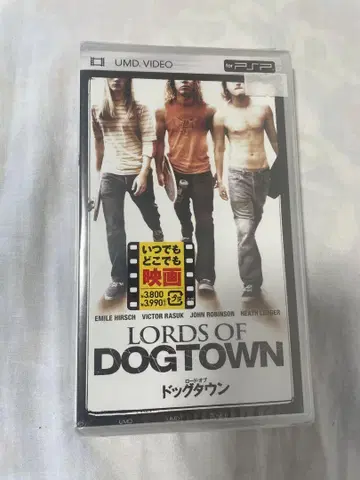 UMD VIDEO
for PSP
いつでも
どこでも
映画
¥3,800
¥3,990
EMILE HIRSCH VICTOR RASUK JOHN ROBINSON HEATH LEDGER
LORDS OF
DOGTOWN
ロード・オブ
ドッグタウン
UMD